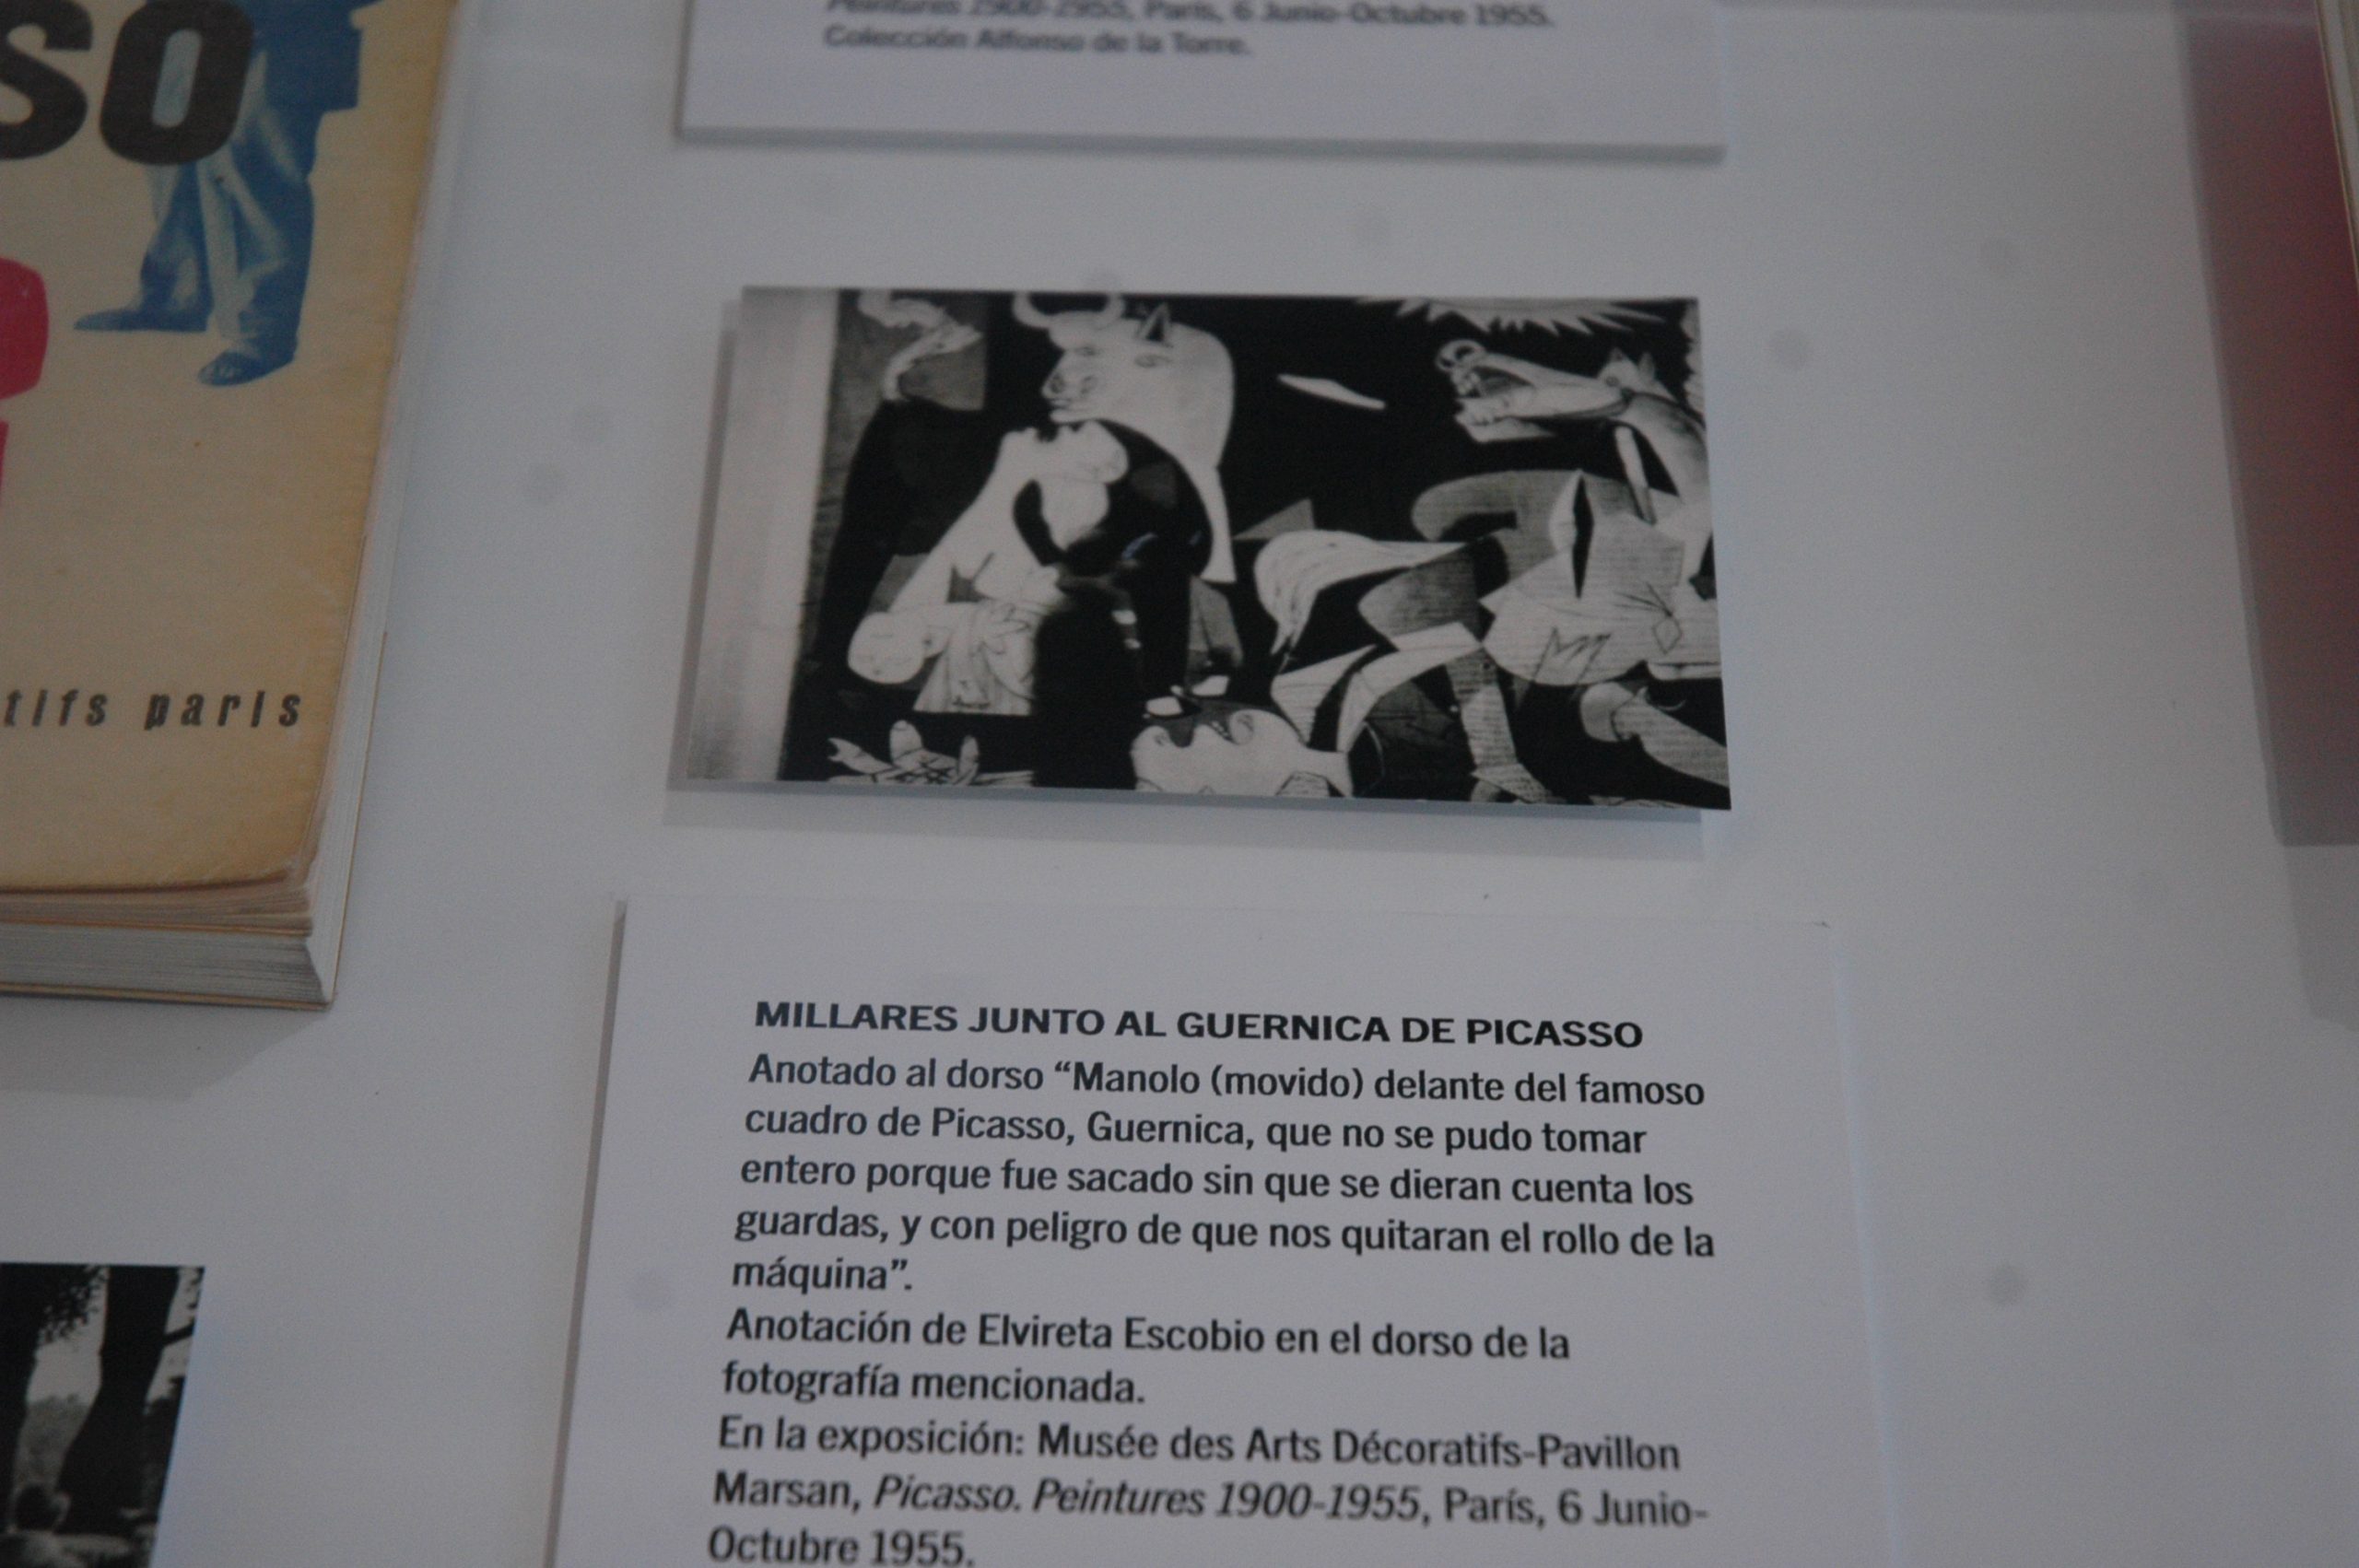 Peintures 1900-1955, París, 6 Junio-Octubre 1955.
Colección Alfonso de la Torre.
SO
tifs paris
MILLARES JUNTO AL GUERNICA DE PICASSO
Anotado al dorso “Manolo (movido) delante del famoso
cuadro de Picasso, Guernica, que no se pudo tomar
entero porque fue sacado sin que se dieran cuenta los
guardas, y con peligro de que nos quitaran el rollo de la
máquina”.
Anotación de Elvireta Escobio en el dorso de la
fotografía mencionada.
En la exposición: Musée des Arts Décoratifs-Pavillon
Marsan, Picasso. Peintures 1900-1955, París, 6 Junio-
Octubre 1955.